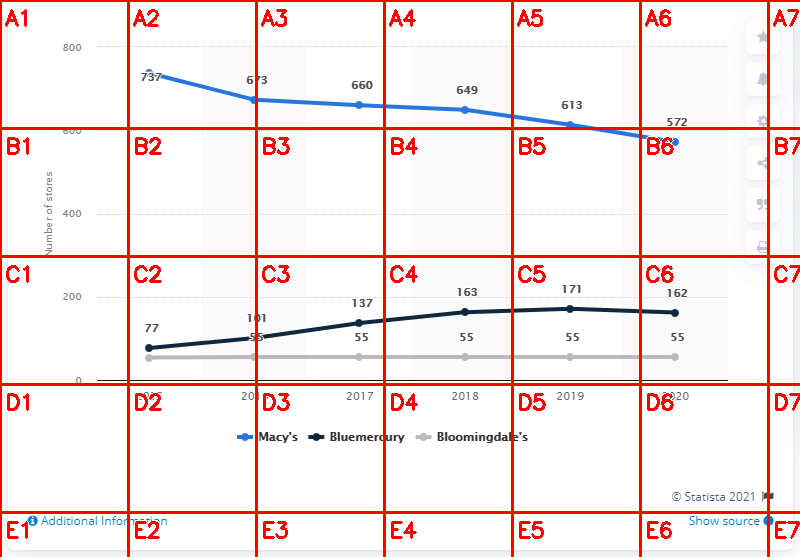 A1 A2 A3 A4 A5 A6 A7
800
737 673 660 649 613 572
600
B1 B2 B3 B4 B5 B6 B7
Number of stores
400
C1 C2 C3 C4 C5 C6 C7
200
77 101 137 163 171 162
55 55 55 55 55
0
2017 2018 2019 2020
D1 D2 D3 D4 D5 D6 D7
Macy's Bluemercury Bloomingdale's
© Statista 2021
Additional Information Show source
E1 E2 E3 E4 E5 E6 E7